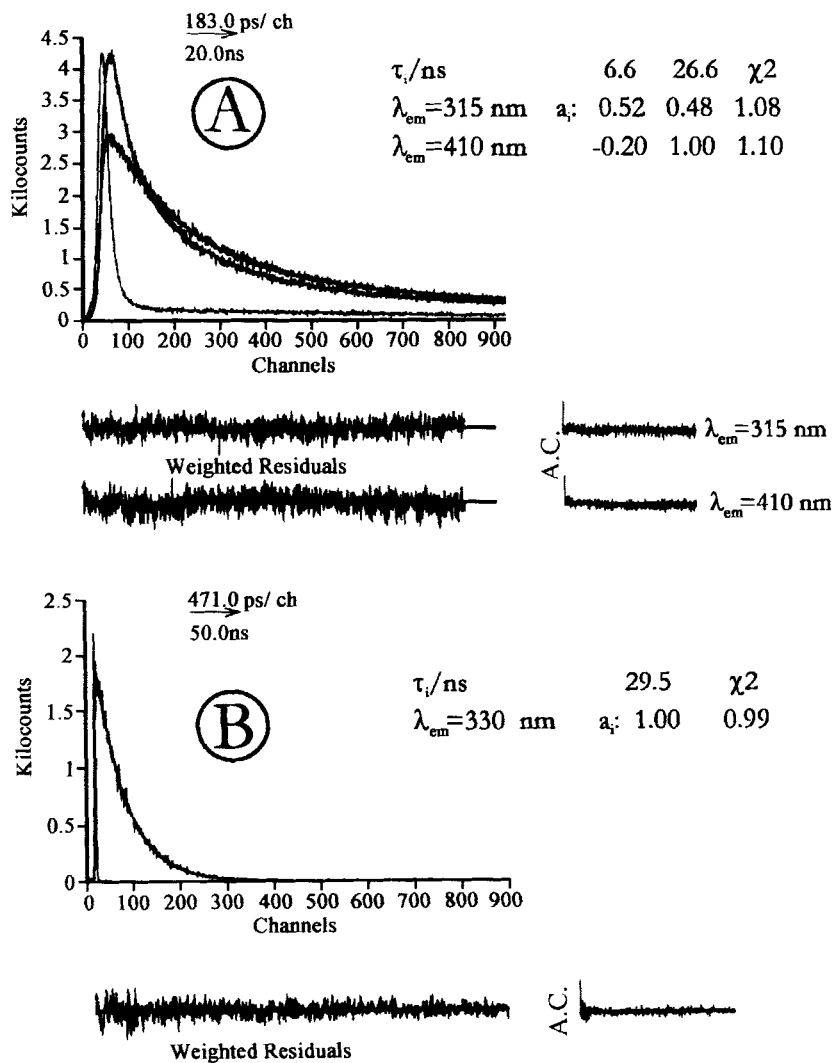 183.0 ps/ ch
20.0ns
A
τᵢ/ns 6.6 26.6 χ2
λem=315 nm aᵢ: 0.52 0.48 1.08
λem=410 nm -0.20 1.00 1.10
Kilocounts
4.5
4
3.5
3
2.5
2
1.5
1
0.5
0
0 100 200 300 400 500 600 700 800 900
Channels
Weighted Residuals
A.C.
λem=315 nm
λem=410 nm
471.0 ps/ ch
50.0ns
B
τᵢ/ns 29.5 χ2
λem=330 nm aᵢ: 1.00 0.99
Kilocounts
2.5
2
1.5
1
0.5
0
0 100 200 300 400 500 600 700 800 900
Channels
Weighted Residuals
A.C.